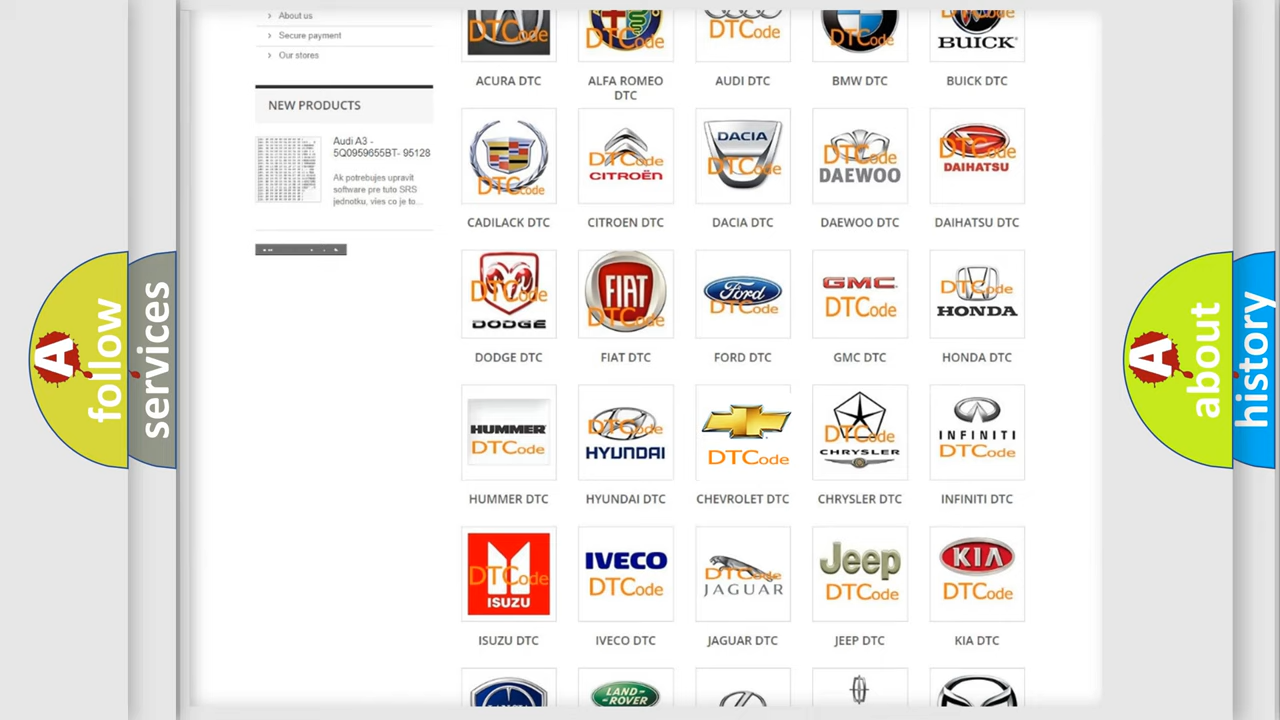 About us
Secure payment
Our stores
NEW PRODUCTS
Audi A3 -
5Q0959655BT- 95128
Ak potrebujes upravit
software pre tuto SRS
jednotku, vies co je to...
DTCode
DTCode
DTCode
DTCode
BUICK
ACURA DTC
ALFA ROMEO
DTC
AUDI DTC
BMW DTC
BUICK DTC
DTCode
DTCode
CITROËN
DACIA
DTCode
DTCode
DAEWOO
DTCode
DAIHATSU
CADILACK DTC
CITROEN DTC
DACIA DTC
DAEWOO DTC
DAIHATSU DTC
DTCode
DODGE
FIAT
DTCode
Ford
DTCode
GMC
DTCode
DTCode
HONDA
DODGE DTC
FIAT DTC
FORD DTC
GMC DTC
HONDA DTC
HUMMER
DTCode
DTCode
HYUNDAI
DTCode
DTCode
CHRYSLER
INFINITI
DTCode
HUMMER DTC
HYUNDAI DTC
CHEVROLET DTC
CHRYSLER DTC
INFINITI DTC
DTCode
ISUZU
IVECO
DTCode
DTCode
JAGUAR
Jeep
DTCode
KIA
DTCode
ISUZU DTC
IVECO DTC
JAGUAR DTC
JEEP DTC
KIA DTC
LAND-
ROVER
A
follow
services
A
about
history